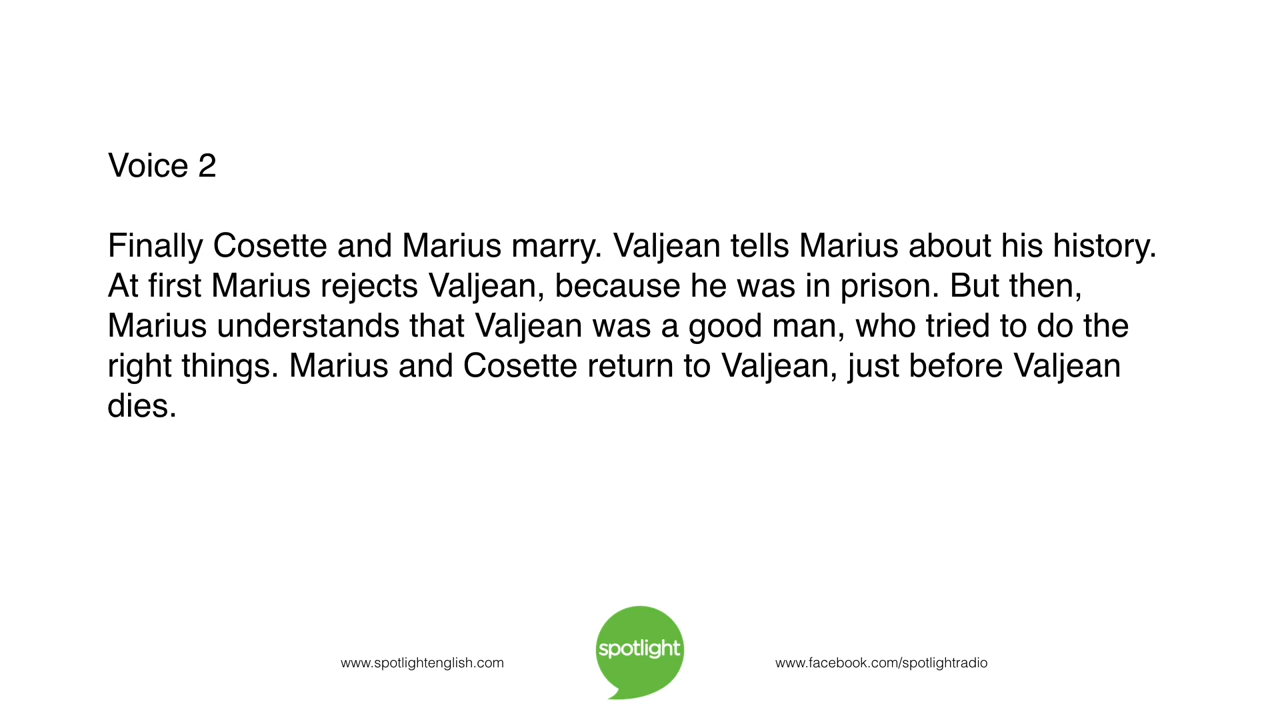 Voice 2
Finally Cosette and Marius marry. Valjean tells Marius about his history.
At first Marius rejects Valjean, because he was in prison. But then,
Marius understands that Valjean was a good man, who tried to do the
right things. Marius and Cosette return to Valjean, just before Valjean
dies.
www.spotlightenglish.com
spotlight
www.facebook.com/spotlightradio